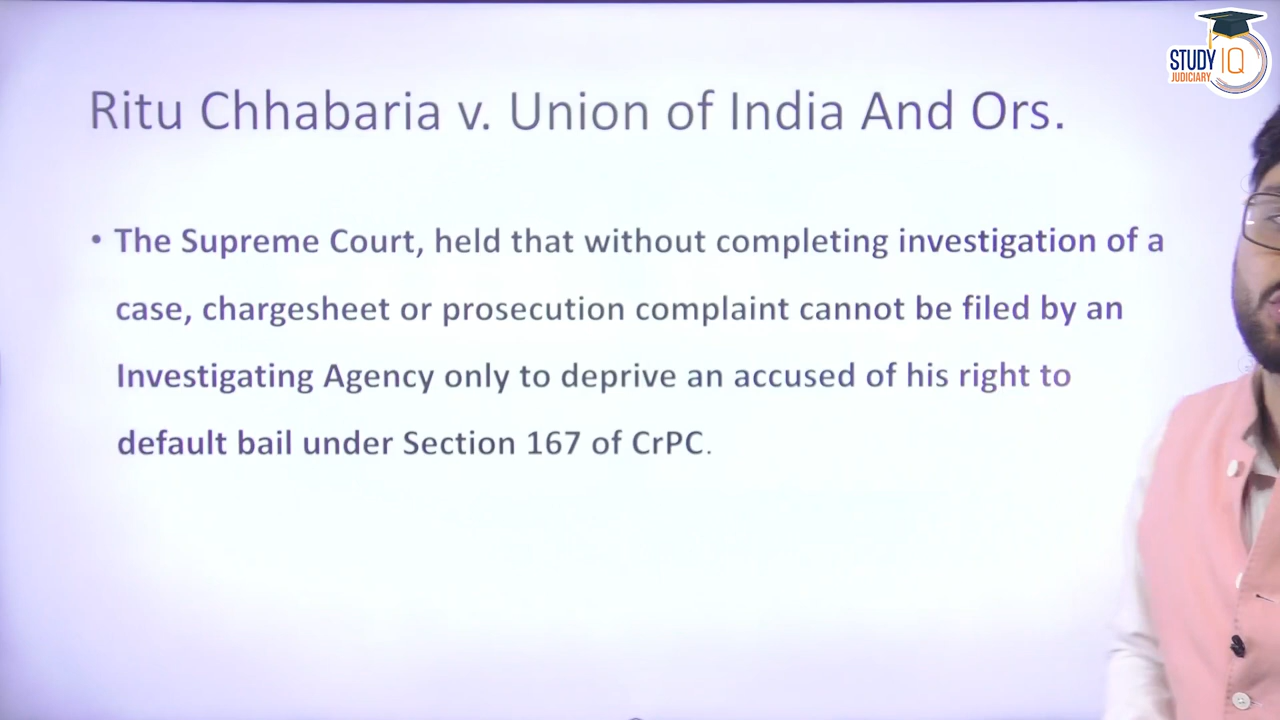 STUDY IQ
JUDICIARY
Ritu Chhabaria v. Union of India And Ors.
• The Supreme Court, held that without completing investigation of a
case, chargesheet or prosecution complaint cannot be filed by an
Investigating Agency only to deprive an accused of his right to
default bail under Section 167 of CrPC.